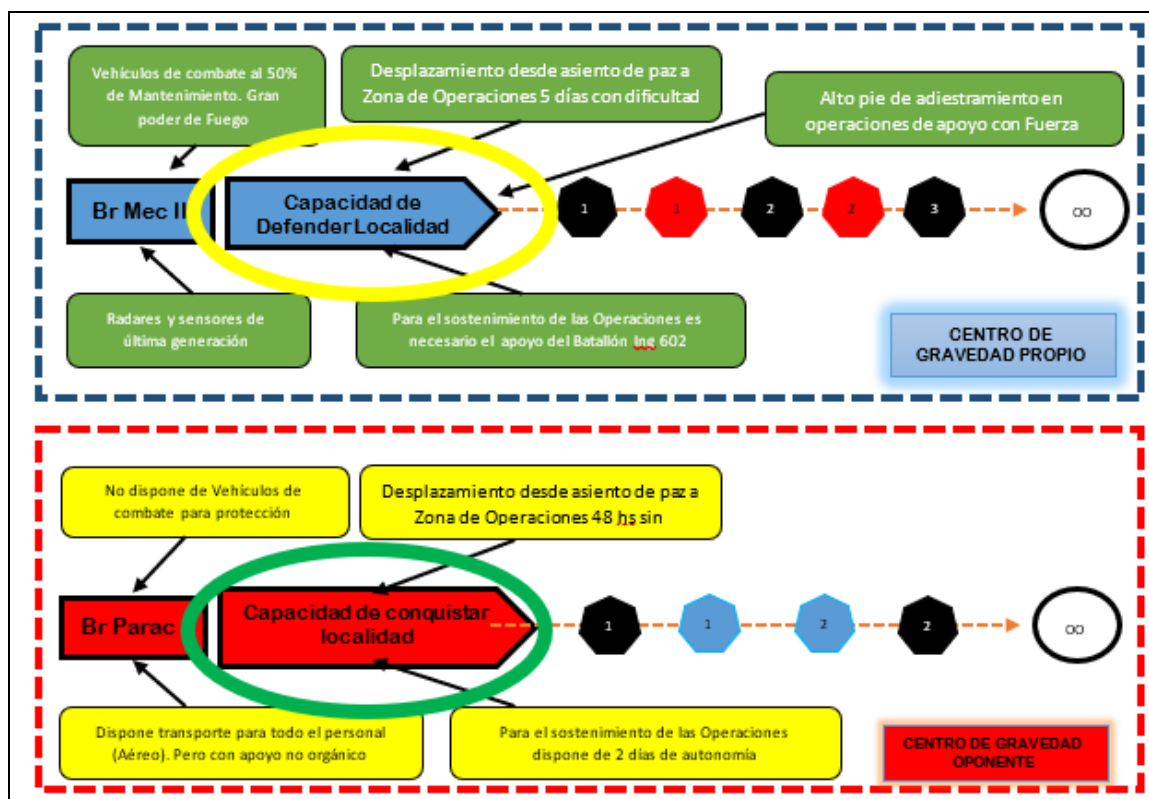 Vehículos de combate al 50%
de Mantenimiento. Gran
poder de Fuego
Desplazamiento desde asiento de paz a
Zona de Operaciones 5 días con dificultad
Alto pie de adiestramiento en
operaciones de apoyo con Fuerza
Br Mec II
Capacidad de
Defender Localidad
1
1
2
2
3
∞
Radares y sensores de
última generación
Para el sostenimiento de las Operaciones es
necesario el apoyo del Batallón Ing 602
CENTRO DE
GRAVEDAD PROPIO
No dispone de Vehículos de
combate para protección
Desplazamiento desde asiento de paz a
Zona de Operaciones 48 hs sin
Br Parac
Capacidad de conquistar
localidad
1
1
2
2
∞
Dispone transporte para todo el personal
(Aéreo). Pero con apoyo no orgánico
Para el sostenimiento de las Operaciones
dispone de 2 días de autonomía
CENTRO DE GRAVEDAD
OPONENTE